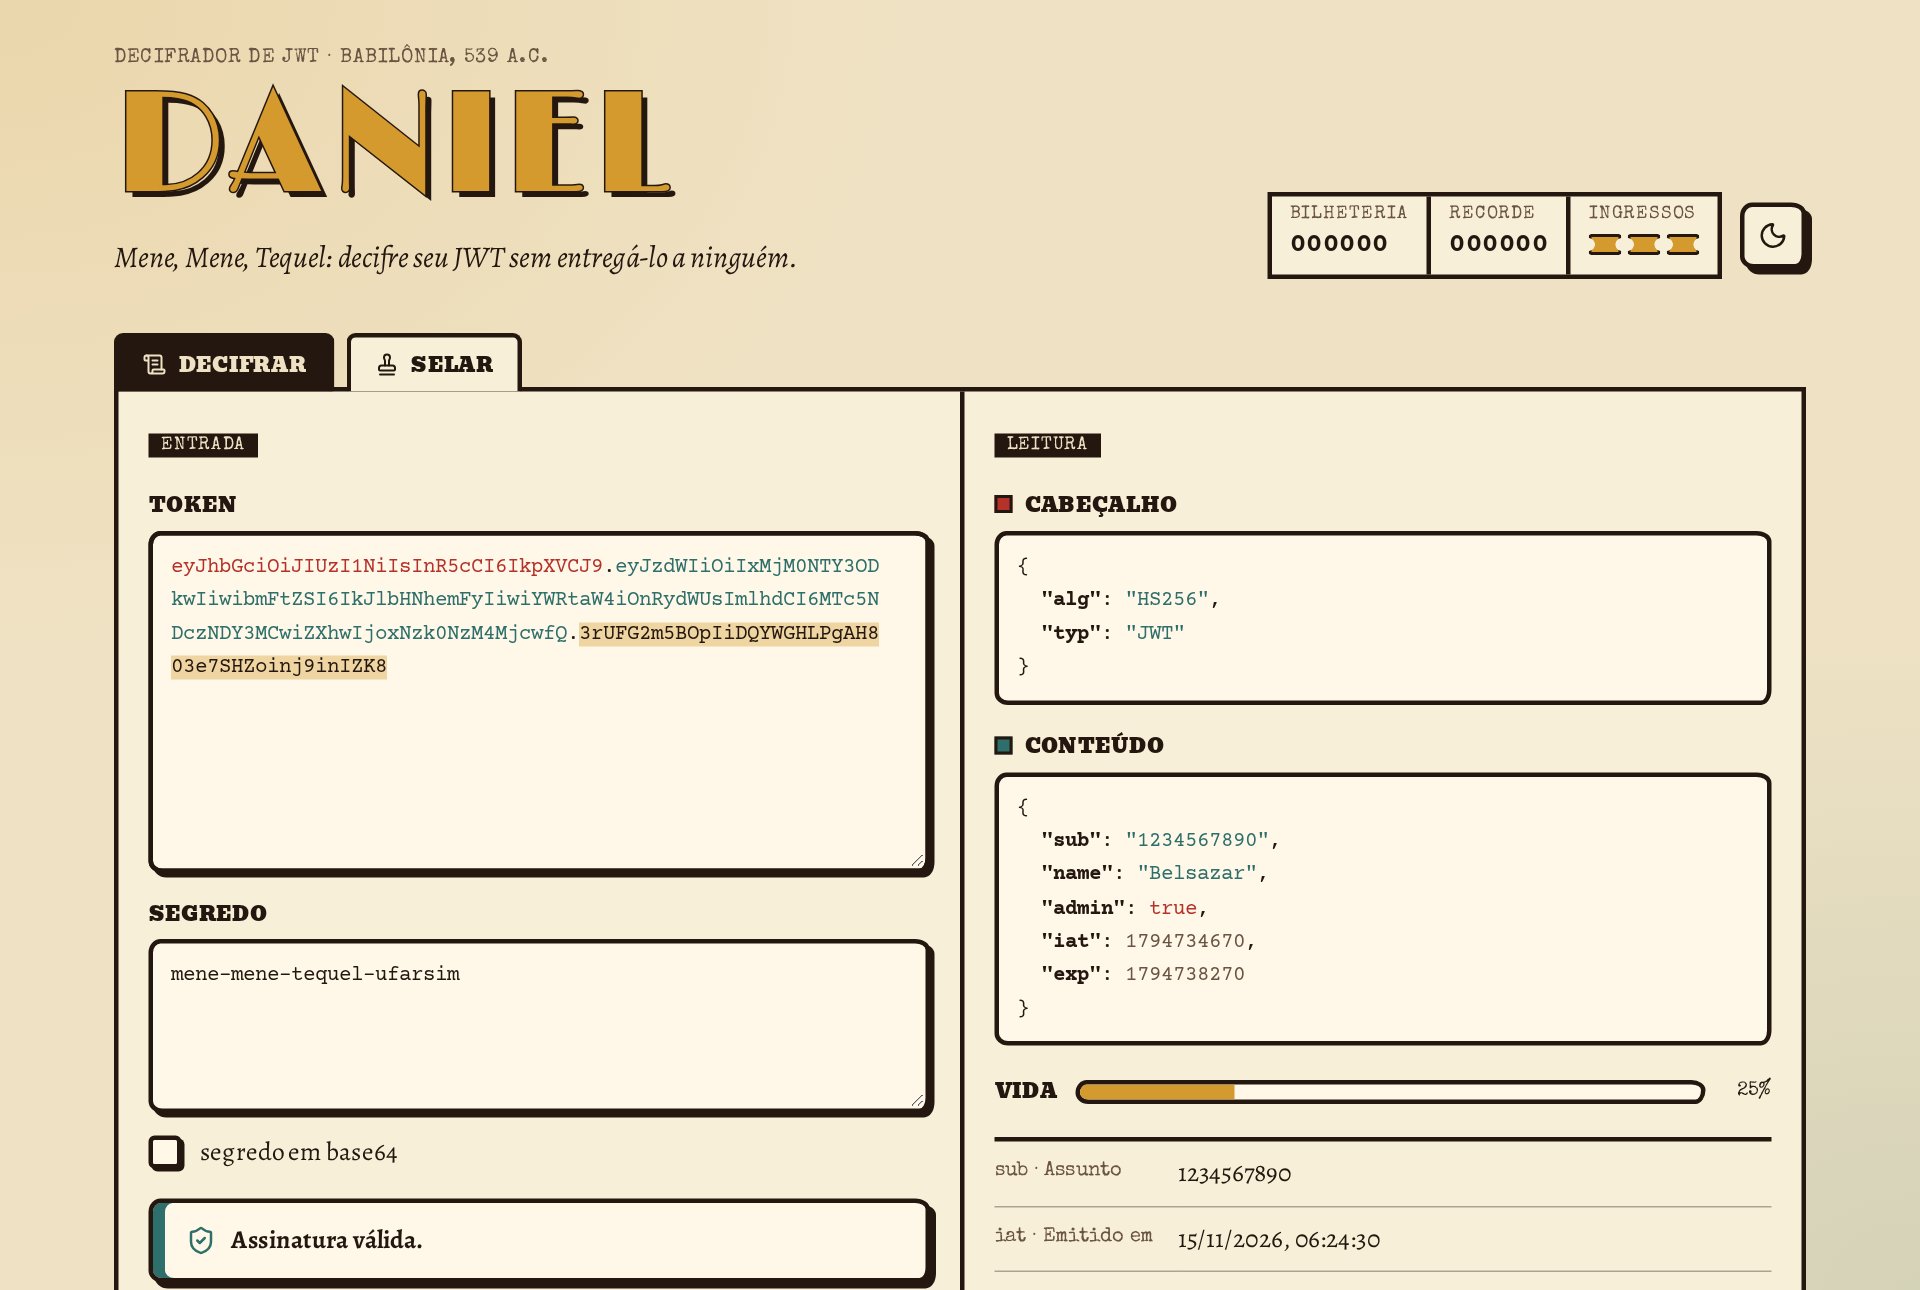 DECIFRADOR DE JWT · BABILÔNIA, 539 A.C.
DANIEL
Mene, Mene, Tequel: decifre seu JWT sem entregá-lo a ninguém.
BILHETERIA
000000
RECORDE
000000
INGRESSOS
DECIFRAR
SELAR
ENTRADA
TOKEN
eyJhbGciOiJIUzI1NiIsInR5cCI6IkpXVCJ9.eyJzdWIiOiIxMjM0NTY3OD
kwIiwibmFtZSI6IkJlbHNhemFyIiwiYWRtaW4iOnRydWUsImlhdCI6MTc5N
DczNDY3MCwiZXhwIjoxNzk0NzM4MjcwfQ.3rUFG2m5BOpIiDQYWGHLPgAH8
03e7SHZoinj9inIZK8
SEGREDO
mene-mene-tequel-ufarsim
segredo em base64
Assinatura válida.
LEITURA
CABEÇALHO
{
"alg": "HS256",
"typ": "JWT"
}
CONTEÚDO
{
"sub": "1234567890",
"name": "Belsazar",
"admin": true,
"iat": 1794734670,
"exp": 1794738270
}
VIDA
25%
sub · Assunto
1234567890
iat · Emitido em
15/11/2026, 06:24:30